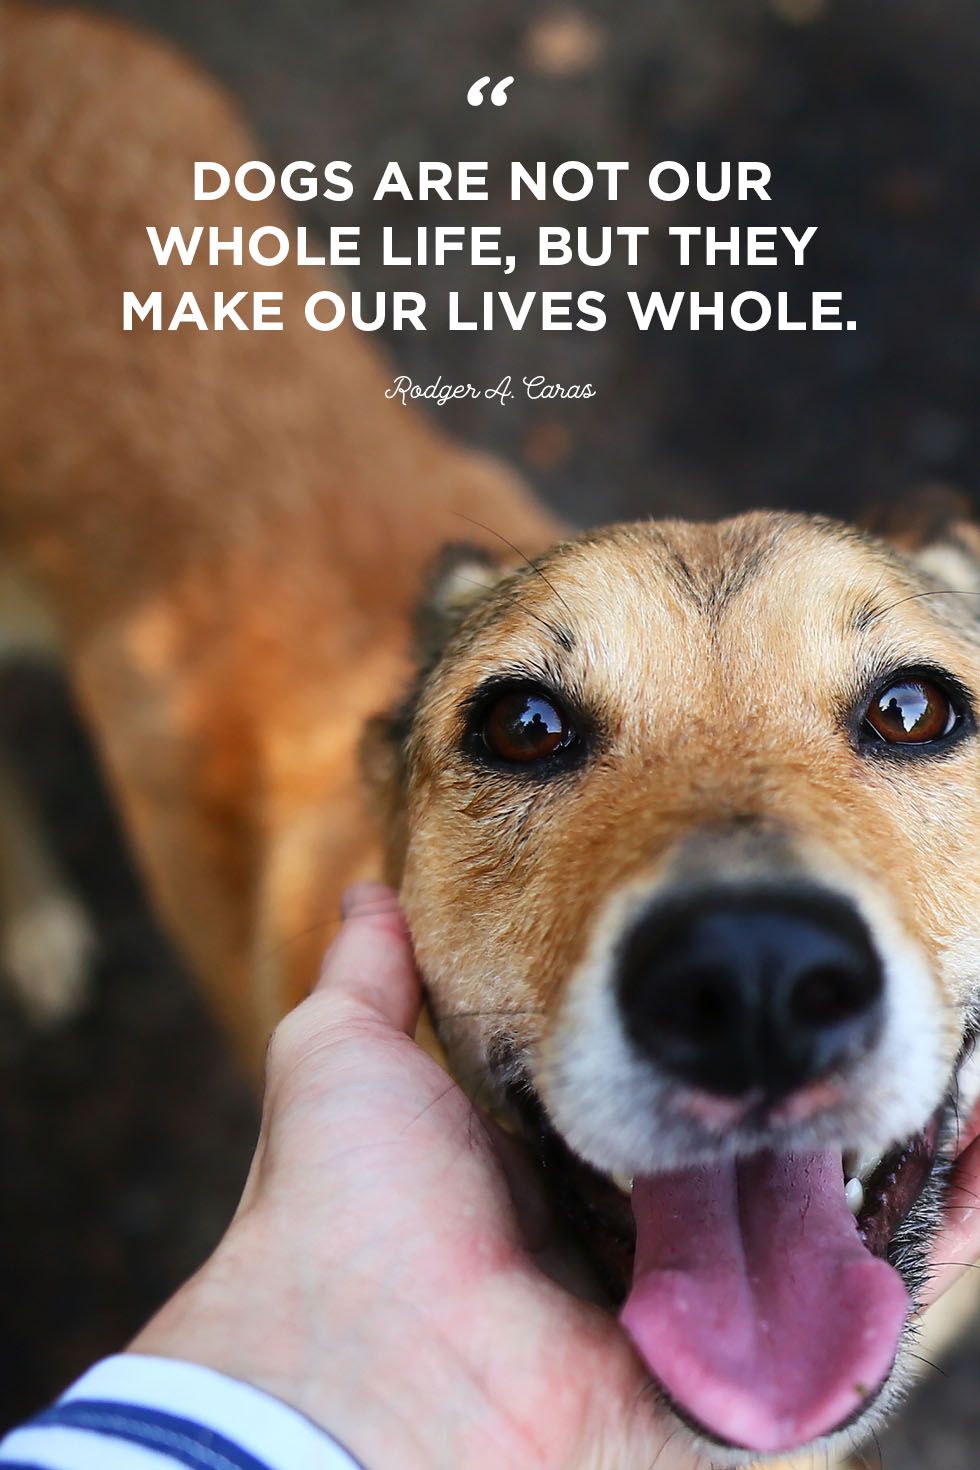 “
DOGS ARE NOT OUR
WHOLE LIFE, BUT THEY
MAKE OUR LIVES WHOLE.
Rodger A. Caras